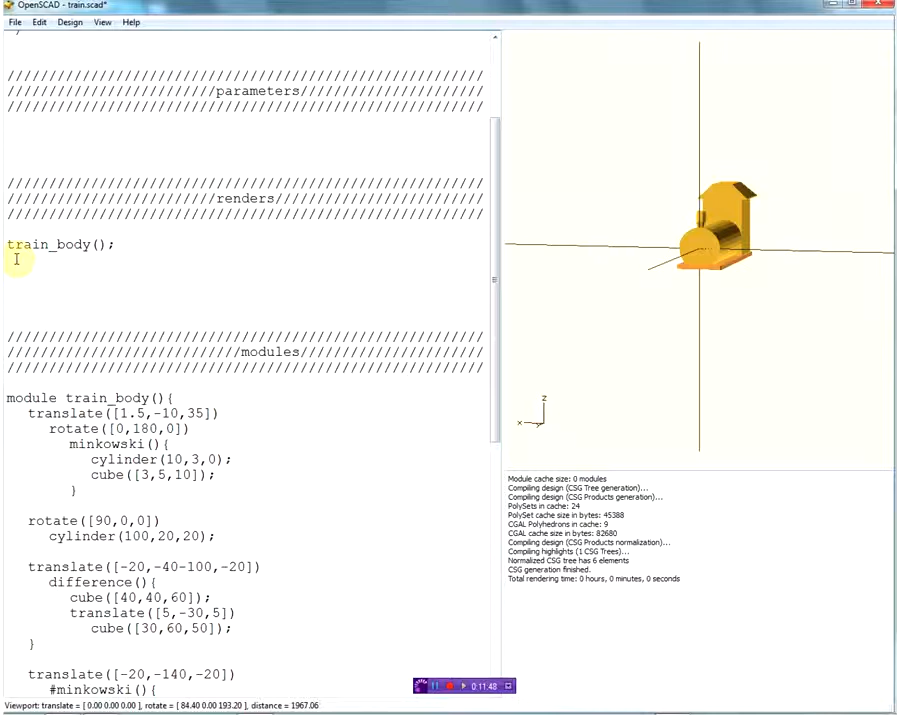 OpenSCAD - train.scad*
File Edit Design View Help
/////////////////////////////////////////////////////////
/////////////////////////parameters//////////////////////
/////////////////////////////////////////////////////////
/////////////////////////////////////////////////////////
/////////////////////////renders/////////////////////////
/////////////////////////////////////////////////////////
train_body();
/////////////////////////////////////////////////////////
////////////////////////////modules//////////////////////
/////////////////////////////////////////////////////////
module train_body(){
translate([1.5,-10,35])
rotate([0,180,0])
minkowski(){
cylinder(10,3,0);
cube([3,5,10]);
}
rotate([90,0,0])
cylinder(100,20,20);
translate([-20,-40-100,-20])
difference(){
cube([40,40,60]);
translate([5,-30,5])
cube([30,60,50]);
}
translate([-20,-140,-20])
#minkowski(){
z
x
Module cache size: 0 modules
Compiling design (CSG Tree generation)...
Compiling design (CSG Products generation)...
PolySets in cache: 24
PolySet cache size in bytes: 45388
CGAL Polyhedrons in cache: 9
CGAL cache size in bytes: 82680
Compiling design (CSG Products normalization)...
Compiling highlights (1 CSG Trees)...
Normalized CSG tree has 6 elements
CSG generation finished.
Total rendering time: 0 hours, 0 minutes, 0 seconds
0:11:48
Viewport: translate = [ 0.00 0.00 0.00 ], rotate = [ 84.40 0.00 193.20 ], distance = 1967.06